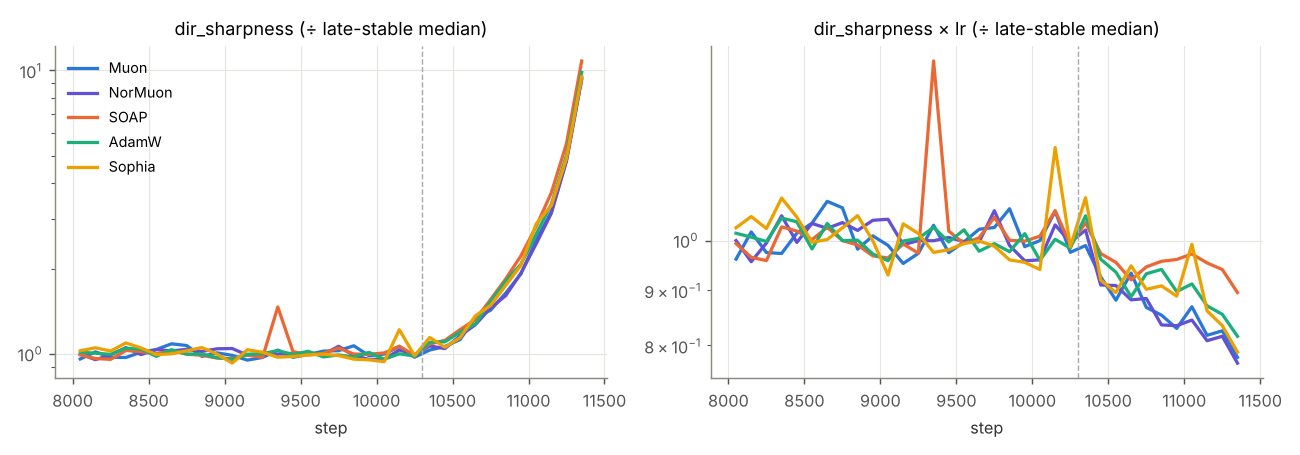 dir_sharpness (÷ late-stable median)
10¹
10⁰
Muon
NorMuon
SOAP
AdamW
Sophia
8000 8500 9000 9500 10000 10500 11000 11500
step
dir_sharpness × lr (÷ late-stable median)
10⁰
9 × 10⁻¹
8 × 10⁻¹
8000 8500 9000 9500 10000 10500 11000 11500
step